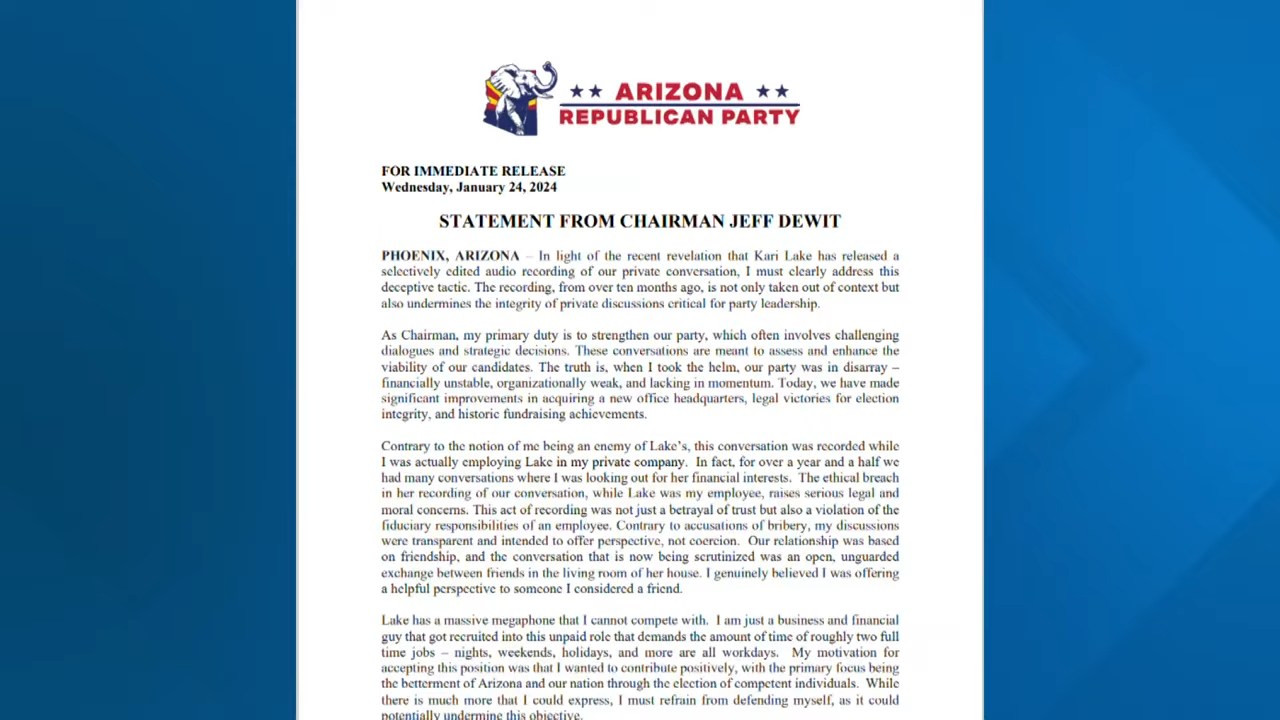 ★★ ARIZONA ★★
REPUBLICAN PARTY
FOR IMMEDIATE RELEASE
Wednesday, January 24, 2024
STATEMENT FROM CHAIRMAN JEFF DEWIT
PHOENIX, ARIZONA – In light of the recent revelation that Kari Lake has released a
selectively edited audio recording of our private conversation, I must clearly address this
deceptive tactic. The recording, from over ten months ago, is not only taken out of context but
also undermines the integrity of private discussions critical for party leadership.
As Chairman, my primary duty is to strengthen our party, which often involves challenging
dialogues and strategic decisions. These conversations are meant to assess and enhance the
viability of our candidates. The truth is, when I took the helm, our party was in disarray –
financially unstable, organizationally weak, and lacking in momentum. Today, we have made
significant improvements in acquiring a new office headquarters, legal victories for election
integrity, and historic fundraising achievements.
Contrary to the notion of me being an enemy of Lake's, this conversation was recorded while
I was actually employing Lake in my private company. In fact, for over a year and a half we
had many conversations where I was looking out for her financial interests. The ethical breach
in her recording of our conversation, while Lake was my employee, raises serious legal and
moral concerns. This act of recording was not just a betrayal of trust but also a violation of the
fiduciary responsibilities of an employee. Contrary to accusations of bribery, my discussions
were transparent and intended to offer perspective, not coercion. Our relationship was based
on friendship, and the conversation that is now being scrutinized was an open, unguarded
exchange between friends in the living room of her house. I genuinely believed I was offering
a helpful perspective to someone I considered a friend.
Lake has a massive megaphone that I cannot compete with. I am just a business and financial
guy that got recruited into this unpaid role that demands the amount of time of roughly two full
time jobs – nights, weekends, holidays, and more are all workdays. My motivation for
accepting this position was that I wanted to contribute positively, with the primary focus being
the betterment of Arizona and our nation through the election of competent individuals. While
there is much more that I could express, I must refrain from defending myself, as it could
potentially undermine this objective.